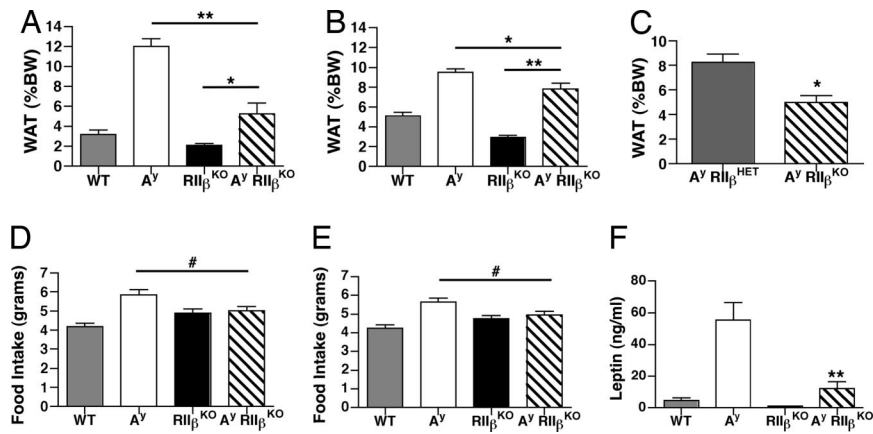 A
WAT (%BW)
14
12
10
8
6
4
2
0
**
*
WT
Aʸ
RIIβᴷᴼ
Aʸ RIIβᴷᴼ
B
WAT (%BW)
14
12
10
8
6
4
2
0
*
**
WT
Aʸ
RIIβᴷᴼ
Aʸ RIIβᴷᴼ
C
WAT (%BW)
10
8
6
4
2
0
*
Aʸ RIIβᴴᴱᵀ
Aʸ RIIβᴷᴼ
D
Food Intake (grams)
7
6
5
4
3
2
1
0
#
WT
Aʸ
RIIβᴷᴼ
Aʸ RIIβᴷᴼ
E
Food Intake (grams)
7
6
5
4
3
2
1
0
#
WT
Aʸ
RIIβᴷᴼ
Aʸ RIIβᴷᴼ
F
Leptin (ng/ml)
80
60
40
20
0
**
WT
Aʸ
RIIβᴷᴼ
Aʸ RIIβᴷᴼ